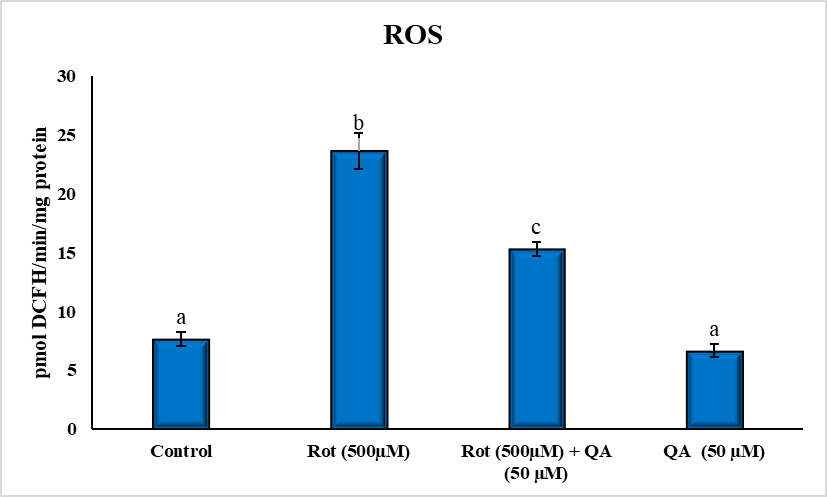 ROS
pmol DCFH/min/mg protein
30
25
20
15
10
5
0
a
b
c
a
Control
Rot (500µM)
Rot (500µM) + QA
(50 µM)
QA (50 µM)